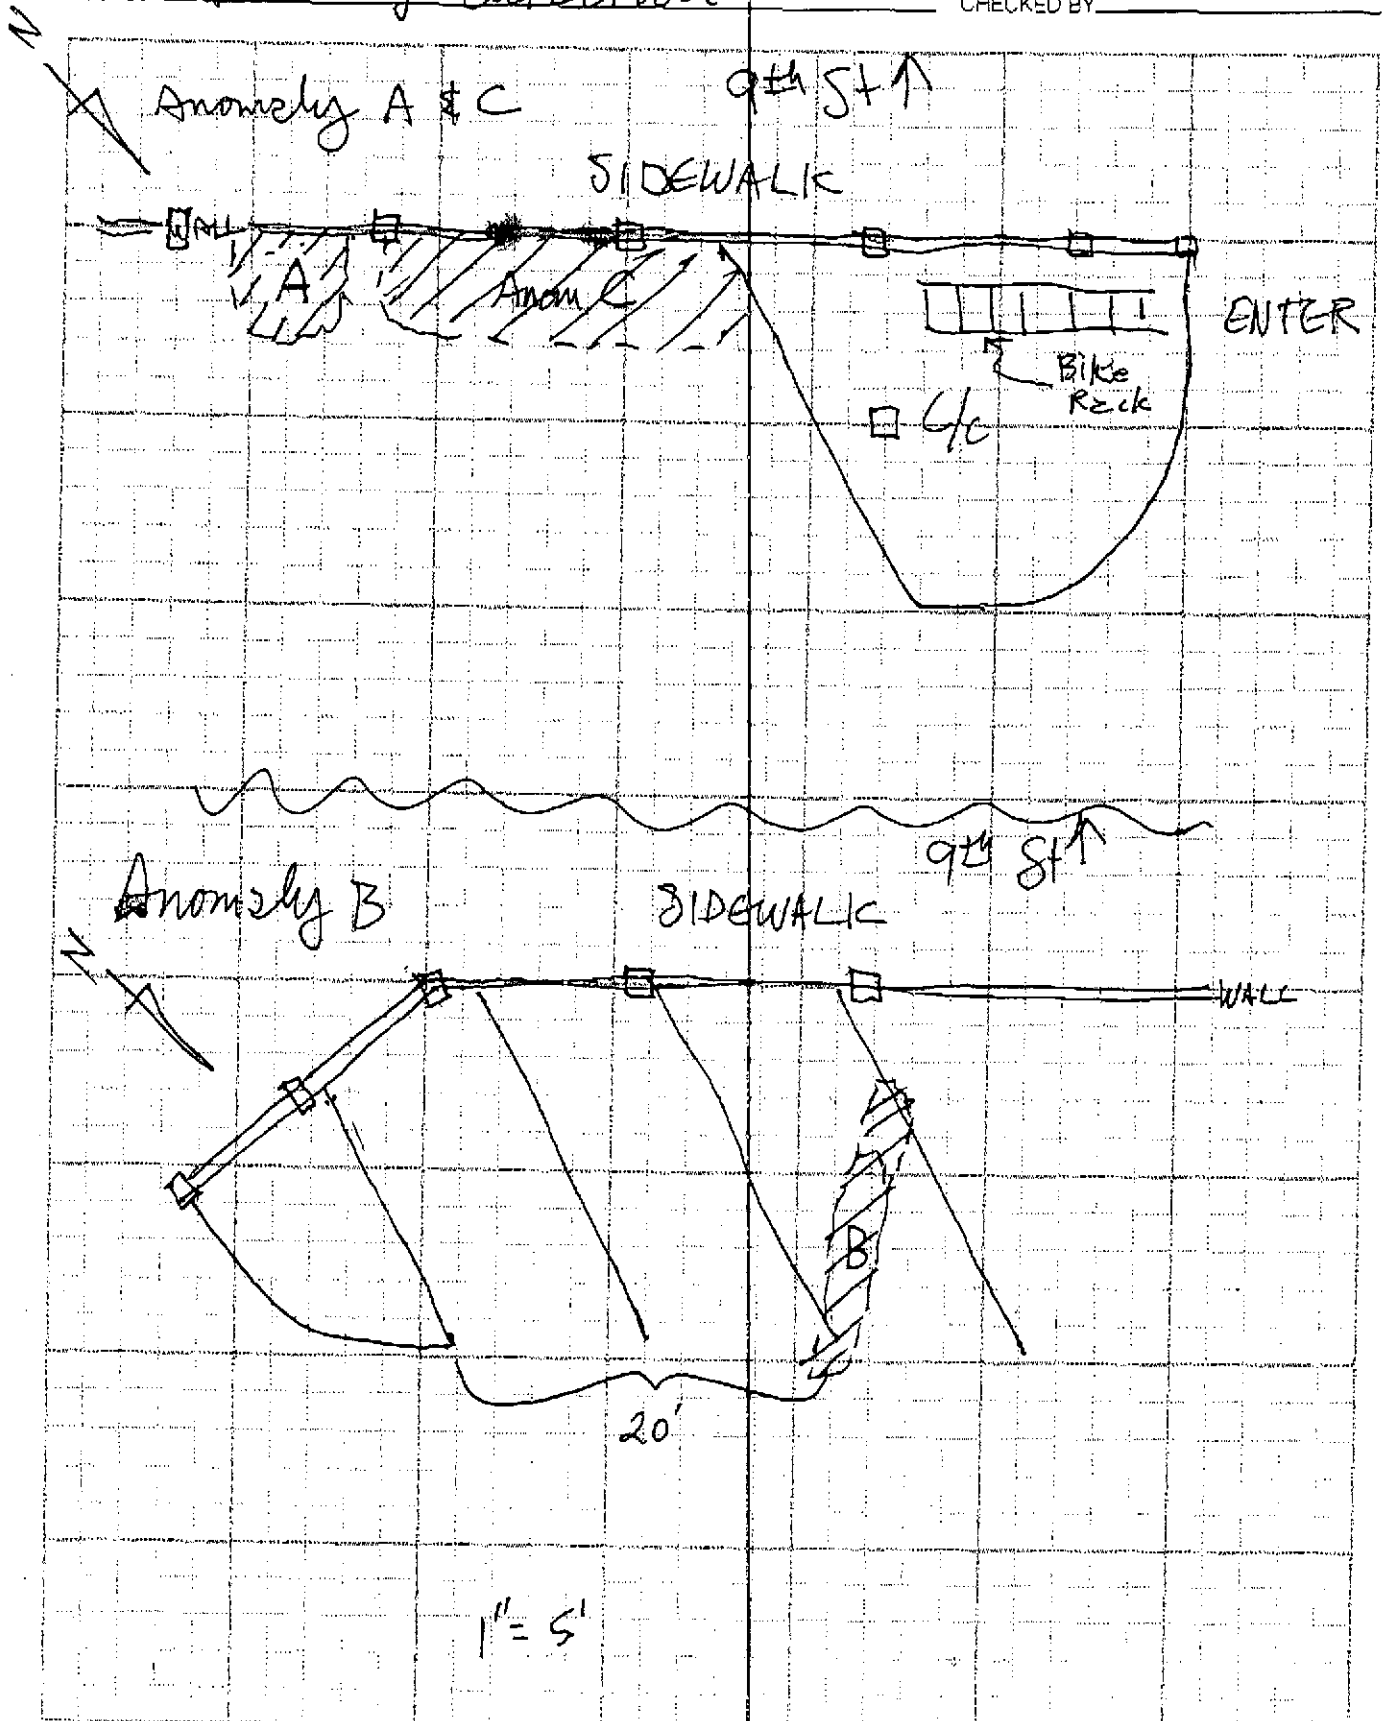 CHECKED BY
N
Anomaly A & C
9th St
SIDEWALK
WALL
A
Anom C
ENTER
Bike
Rack
N
Anomaly B
9th St
SIDEWALK
WALL
B
20'
1" = 5'